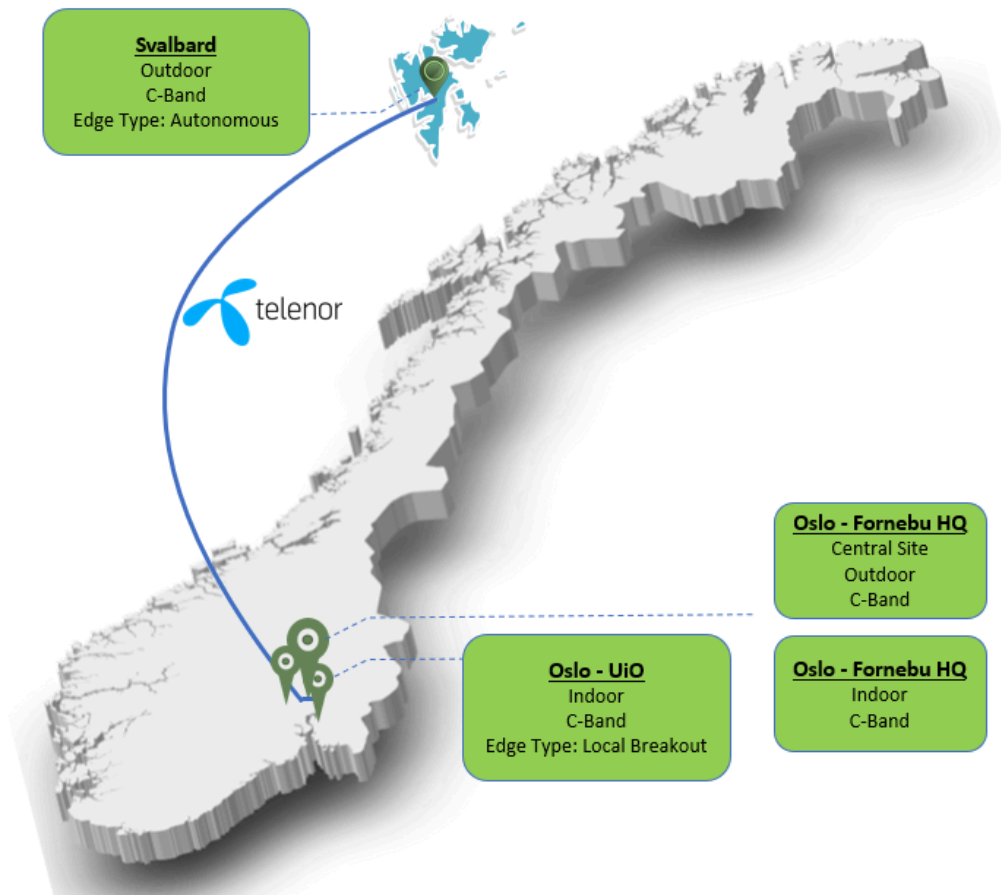 Svalbard
Outdoor
C-Band
Edge Type: Autonomous
telenor
Oslo - Fornebu HQ
Central Site
Outdoor
C-Band
Oslo - UiO
Indoor
C-Band
Edge Type: Local Breakout
Oslo - Fornebu HQ
Indoor
C-Band